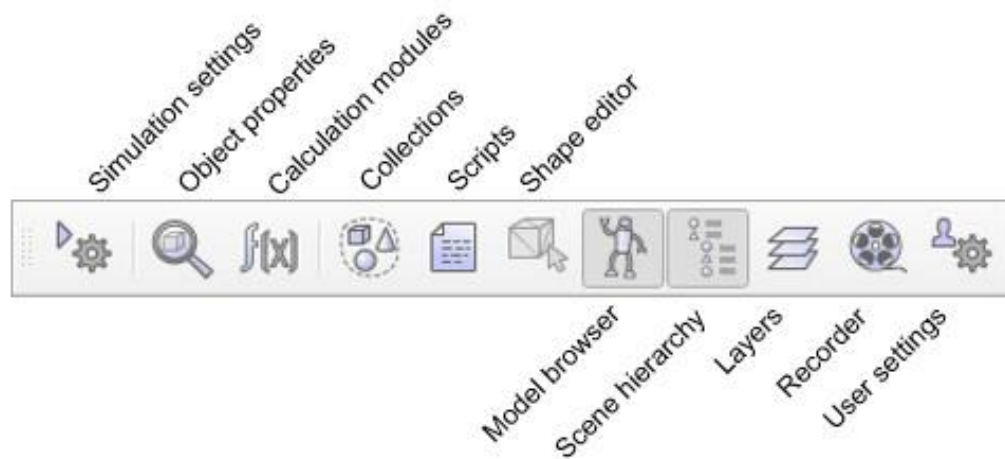 Simulation settings
Object properties
Calculation modules
Collections
Scripts
Shape editor
f(x)
Model browser
Scene hierarchy
Layers
Recorder
User settings